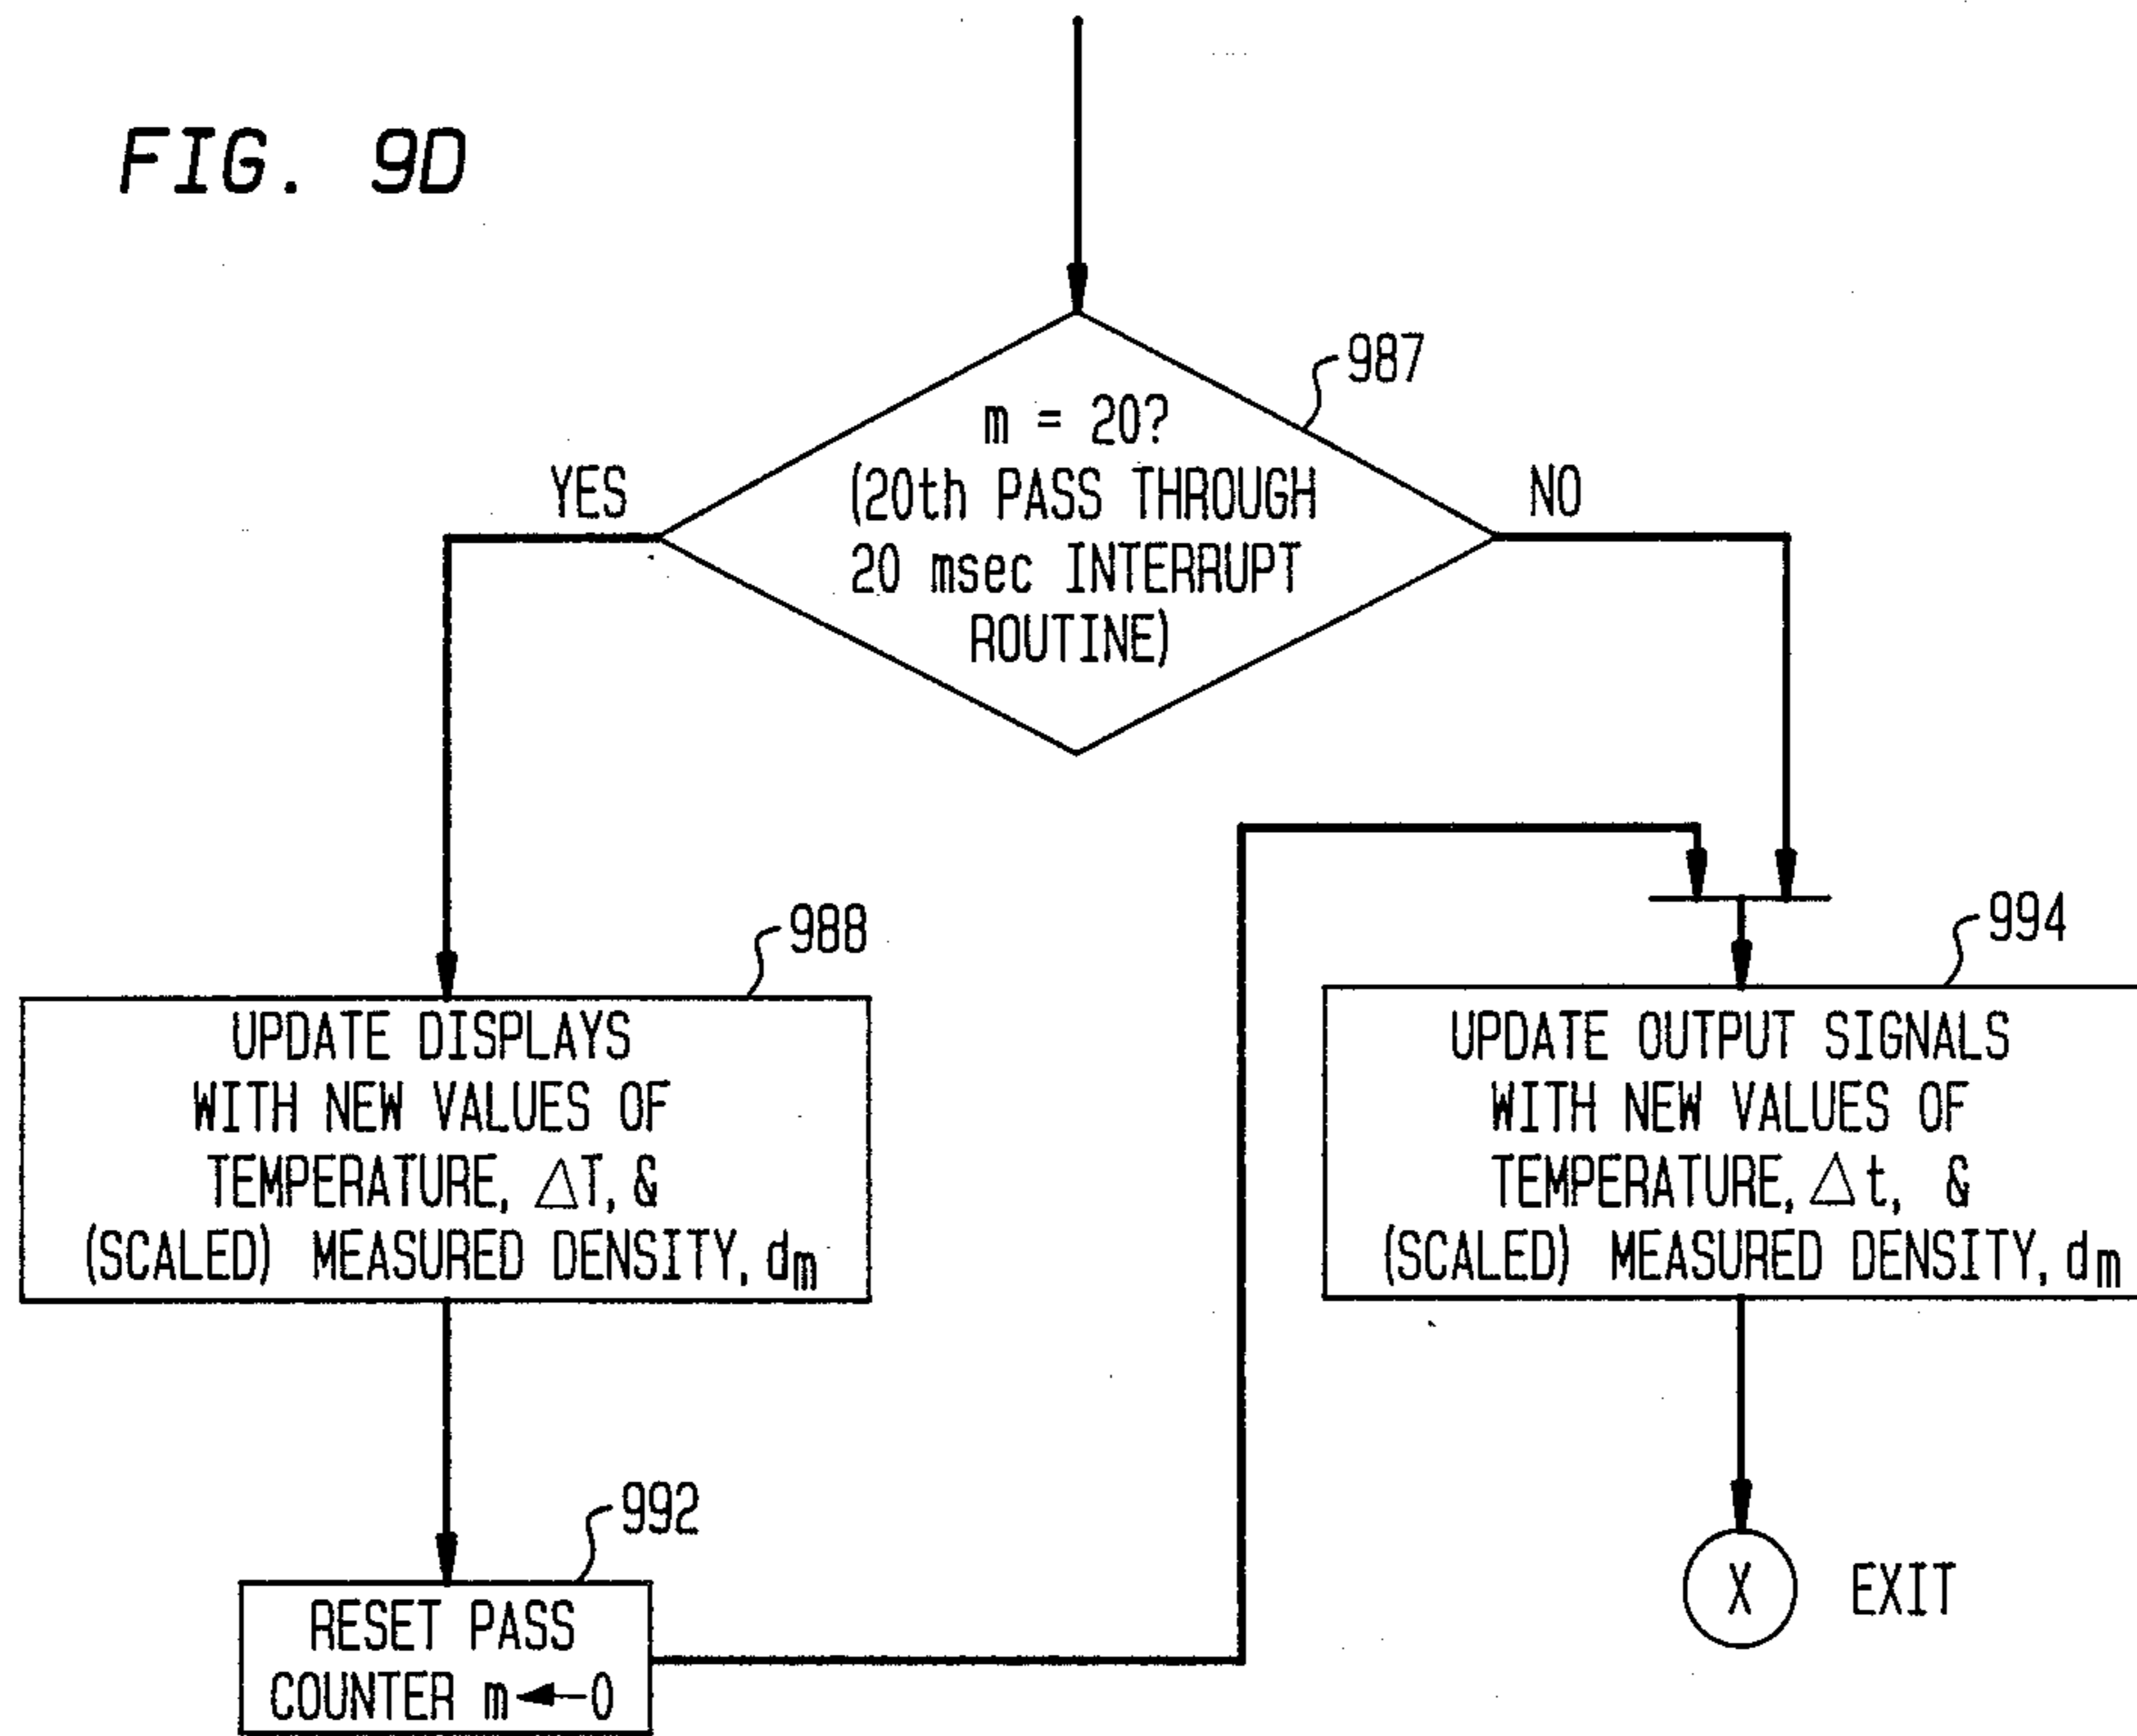 FIG. 9D
987
m = 20?
(20th PASS THROUGH
20 msec INTERRUPT
ROUTINE)
YES
NO
988
UPDATE DISPLAYS
WITH NEW VALUES OF
TEMPERATURE, ΔT, &
(SCALED) MEASURED DENSITY, dm
992
RESET PASS
COUNTER m←0
994
UPDATE OUTPUT SIGNALS
WITH NEW VALUES OF
TEMPERATURE, Δt, &
(SCALED) MEASURED DENSITY, dm
X EXIT